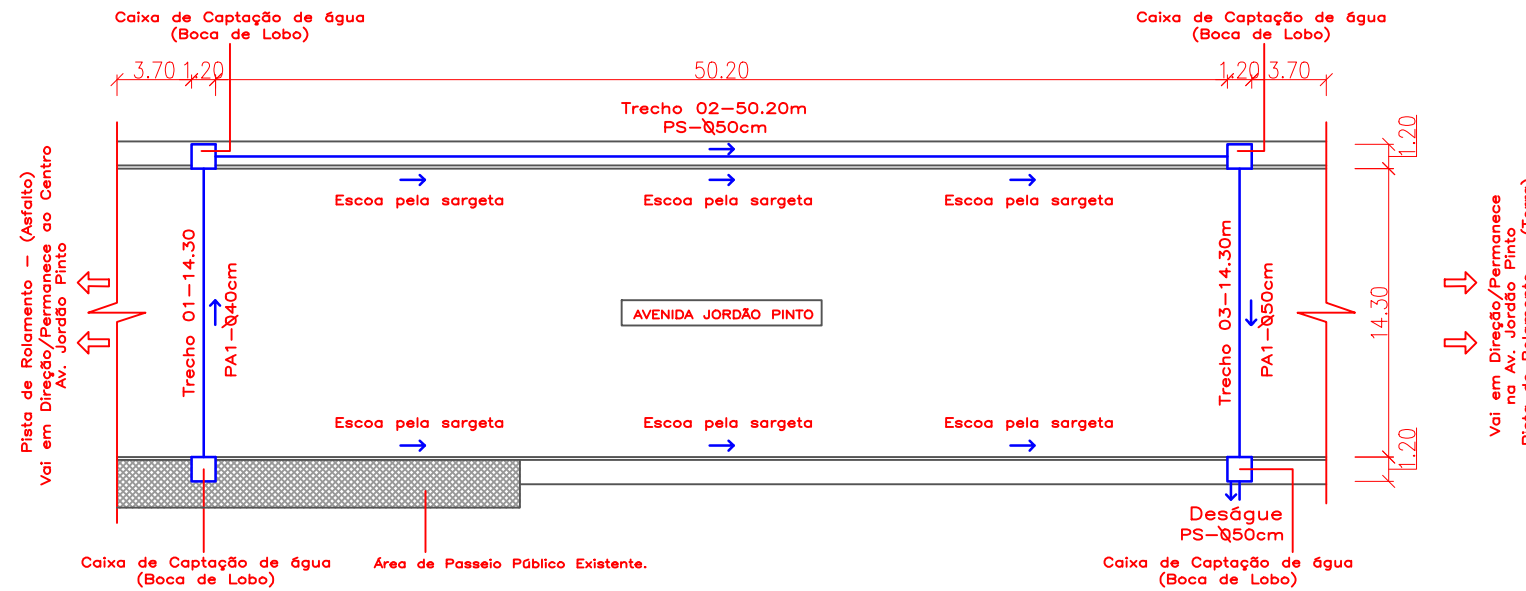 Caixa de Captação de água
(Boca de Lobo)
Caixa de Captação de água
(Boca de Lobo)
3.70
1.20
50.20
1.20
3.70
Trecho 02-50.20m
PS-Ø50cm
1.20
Escoa pela sargeta
Escoa pela sargeta
Escoa pela sargeta
Pista de Rolamento - (Asfalto)
Vai em Direção/Permanece ao Centro
Av. Jordão Pinto
Trecho 01-14.30
PA1-Ø40cm
AVENIDA JORDÃO PINTO
Trecho 03-14.30m
PA1-Ø50cm
14.30
Vai em Direção/Permanece
na Av. Jordão Pinto
Pista de Rolamento - (Terra)
Escoa pela sargeta
Escoa pela sargeta
Escoa pela sargeta
1.20
Deságue
PS-Ø50cm
Caixa de Captação de água
(Boca de Lobo)
Área de Passeio Público Existente.
Caixa de Captação de água
(Boca de Lobo)